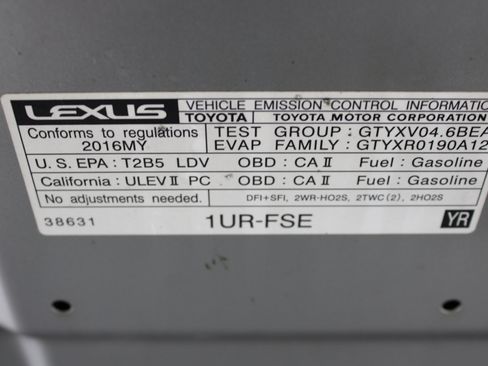 LEXUS VEHICLE EMISSION CONTROL INFORMATION
TOYOTA TOYOTA MOTOR CORPORATION
Conforms to regulations TEST GROUP : GTYXV04.6BEA
2016MY EVAP FAMILY : GTYXR0190A12
U.S. EPA : T2B5 LDV OBD : CA II Fuel : Gasoline
California : ULEV II PC OBD : CA II Fuel : Gasoline
No adjustments needed. DFI+SFI, 2WR-HO2S, 2TWC(2), 2HO2S
38631 1UR-FSE YR